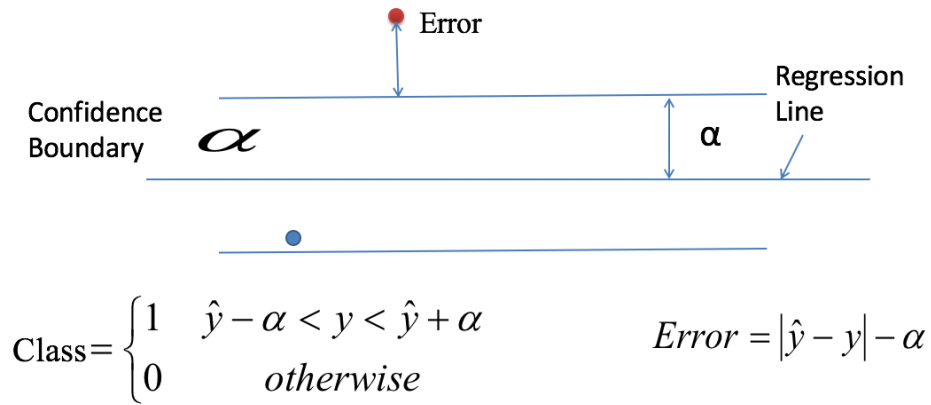 Error
Regression
Line
Confidence
Boundary
α
α
Class = { 1 ŷ − α < y < ŷ + α
0 otherwise
Error = |ŷ − y| − α